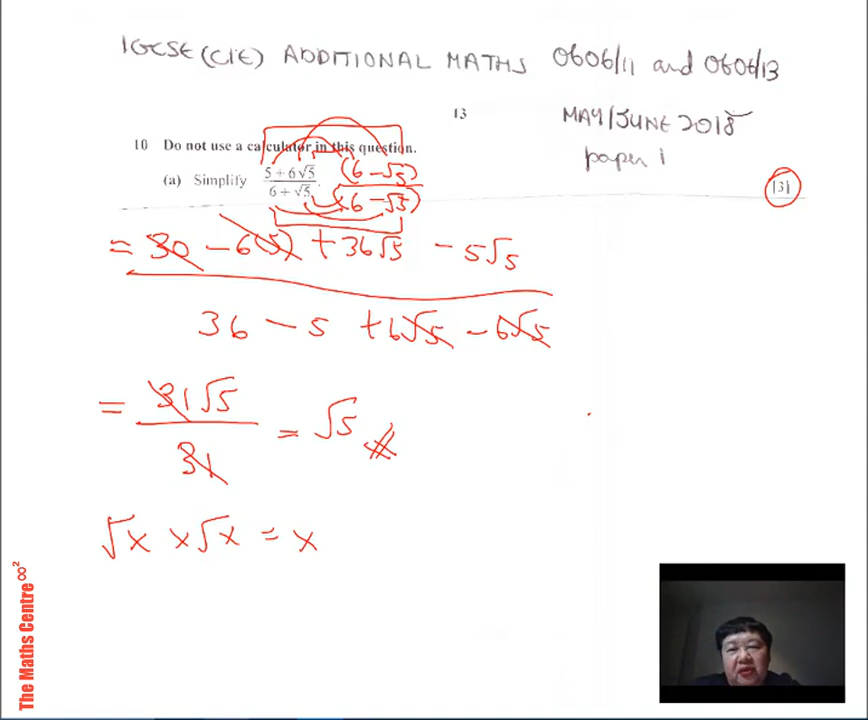 IGCSE (CIE) ADDITIONAL MATHS 0606/11 and 0606/13
13
MAY/JUNE 2018
paper 1
10 Do not use a calculator in this question.
(a) Simplify (5 + 6√5)/(6 + √5) (6 - √5)/(6 - √5)
[3]
= 30 - 6(5) + 36√5 - 5√5
36 - 5 + 6√5 - 6√5
= 31√5/31 = √5 #
√x × √x = x
The Maths Centre ∞²